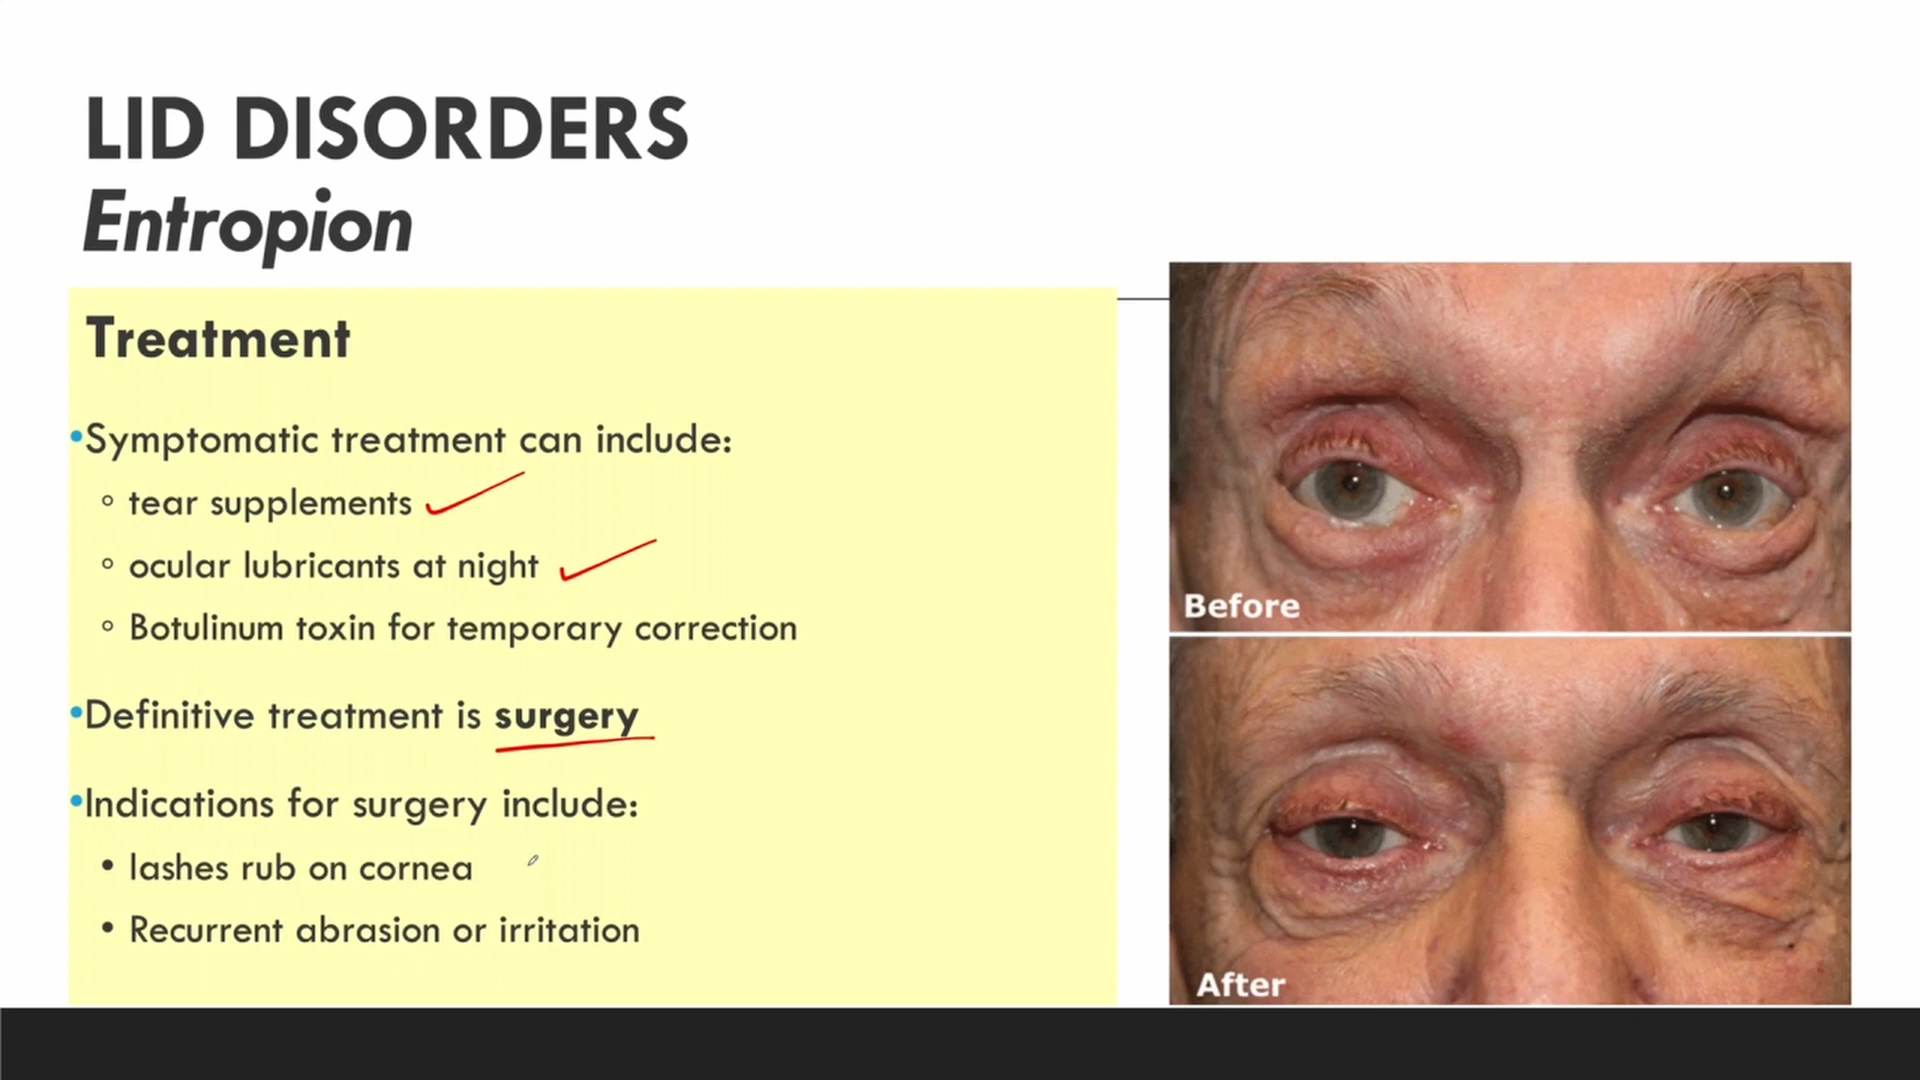 LID DISORDERS
Entropion
Treatment
•Symptomatic treatment can include:
◦ tear supplements
◦ ocular lubricants at night
◦ Botulinum toxin for temporary correction
•Definitive treatment is surgery
•Indications for surgery include:
• lashes rub on cornea
• Recurrent abrasion or irritation
Before
After